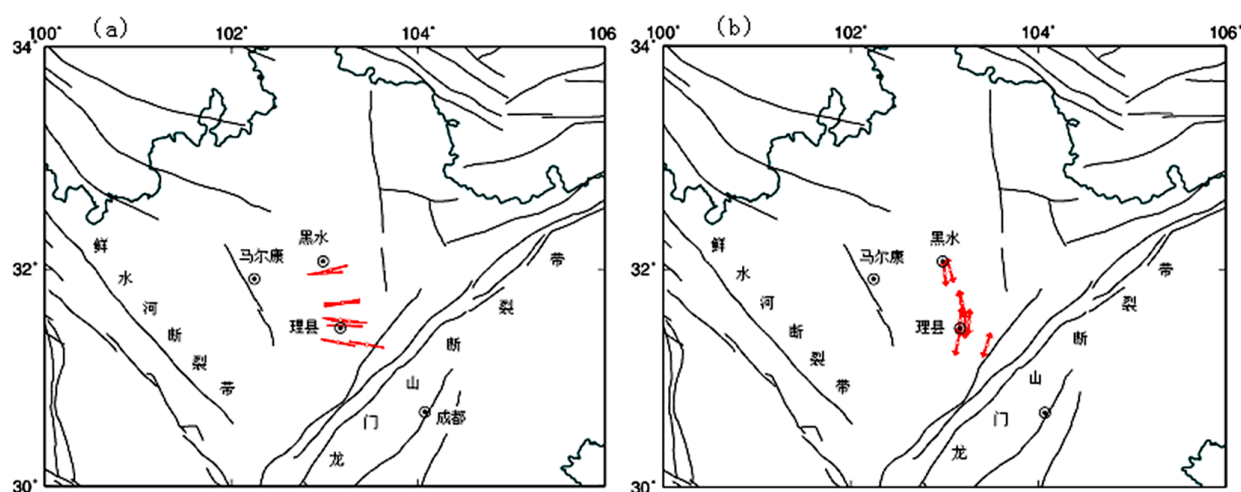 (a)
100°
102°
104°
106°
34°
32°
30°
鲜水河断裂带
马尔康
黑水
理县
成都
龙门山断裂带
(b)
100°
102°
104°
106°
34°
32°
30°
鲜水河断裂带
马尔康
黑水
理县
龙门山断裂带